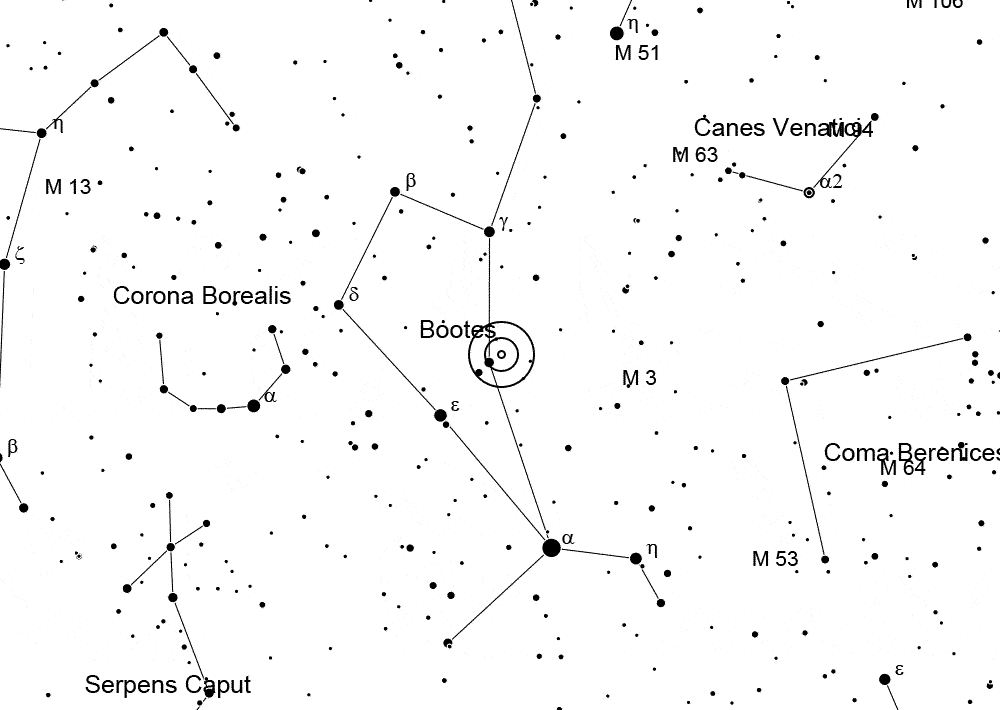 M 106
η
M 51
η
Canes Venatici
M 94
M 63
β
α2
M 13
γ
ζ
Corona Borealis
δ
Bootes
M 3
α
ε
β
Coma Berenices
M 64
α
η
M 53
ε
Serpens Caput